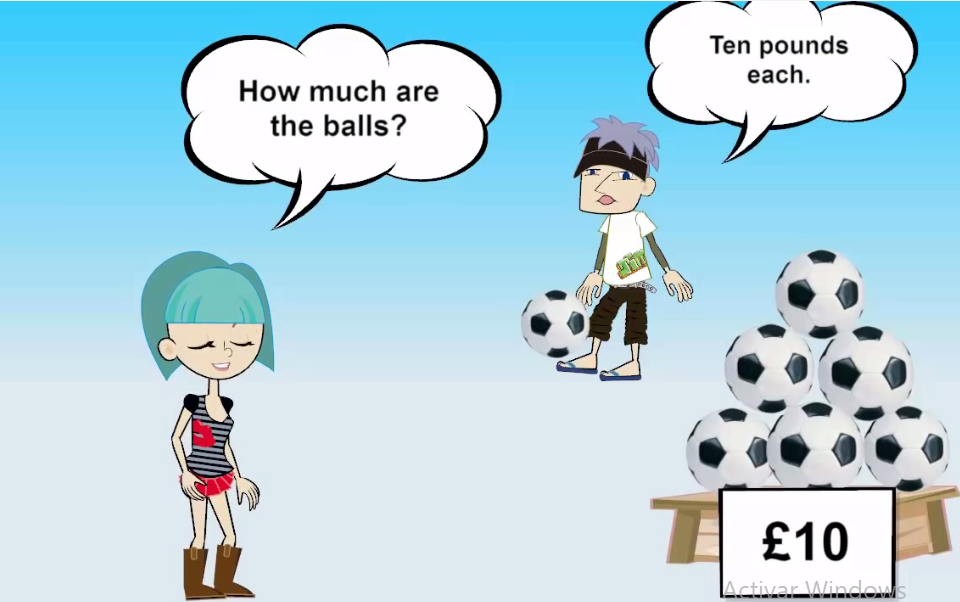 How much are
the balls?
Ten pounds
each.
£10
Activar Windows